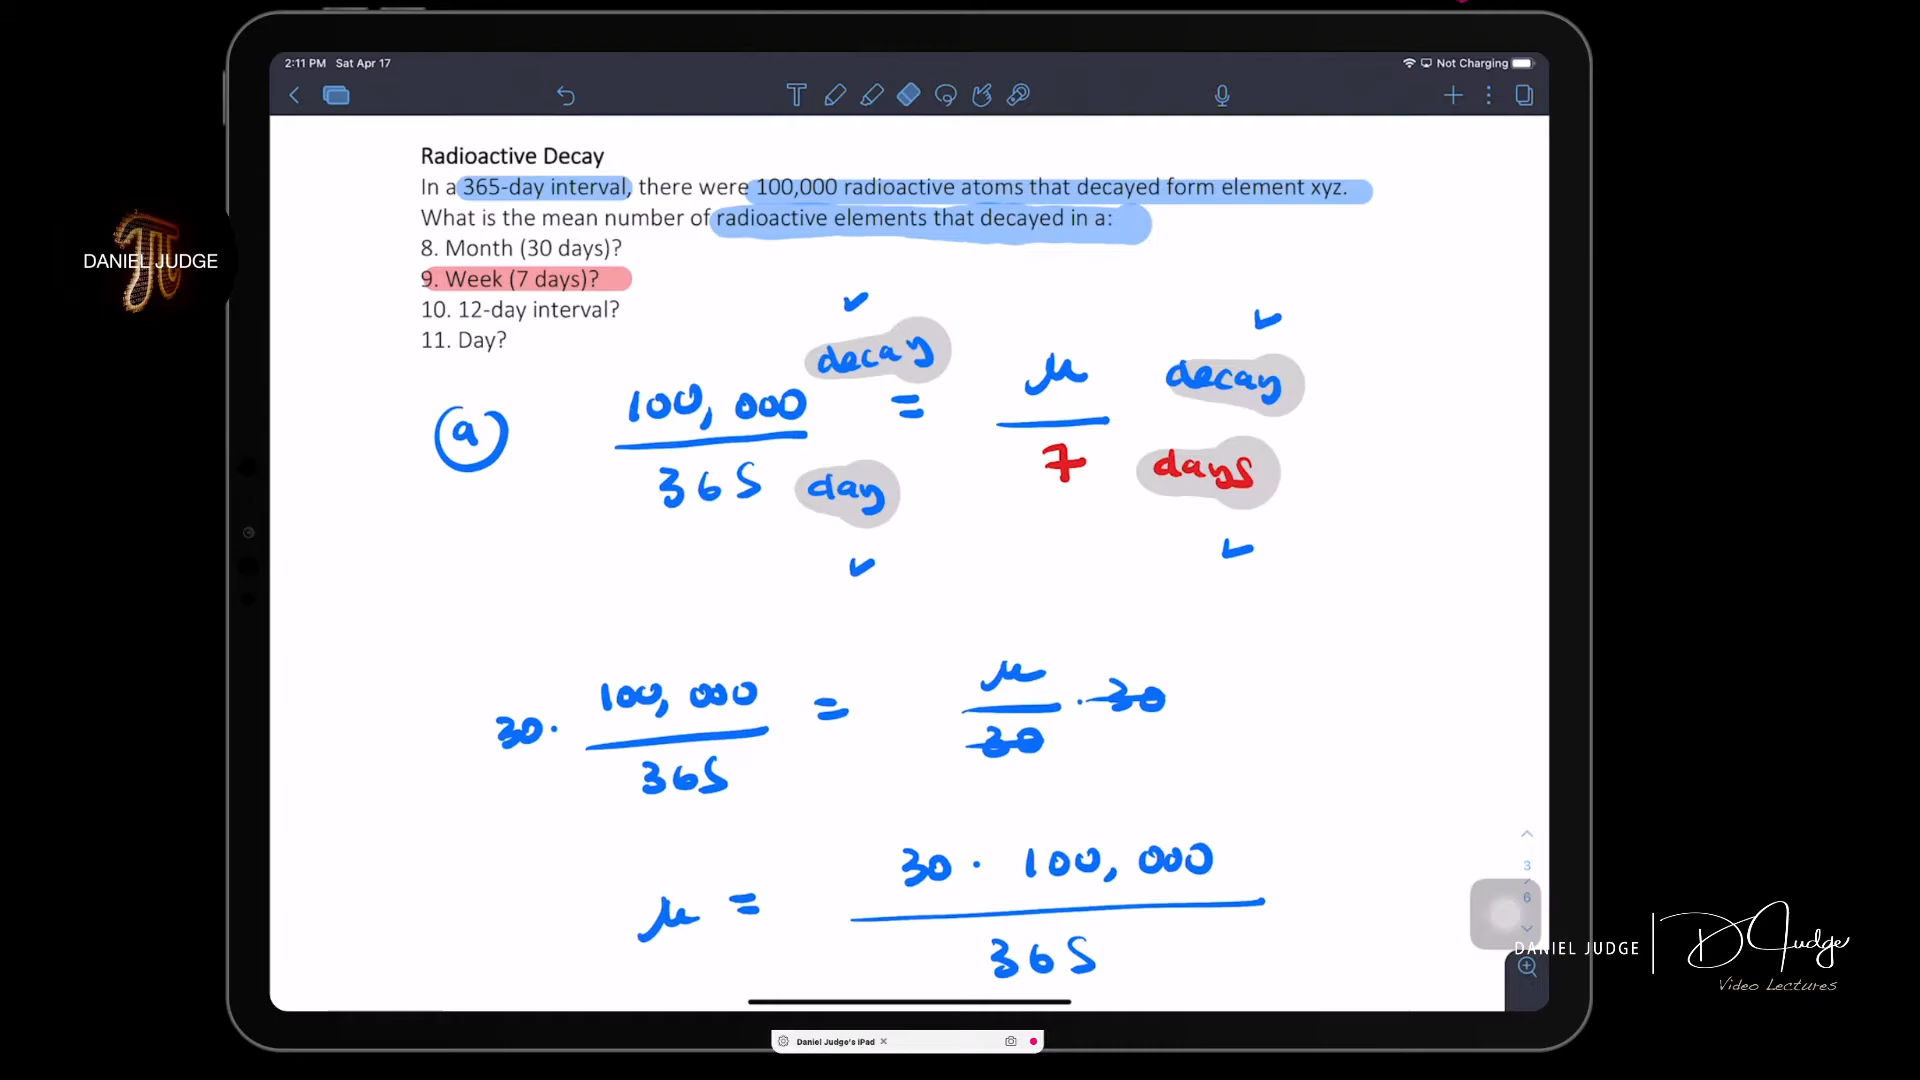 2:11 PM Sat Apr 17
Not Charging
Radioactive Decay
In a 365-day interval, there were 100,000 radioactive atoms that decayed form element xyz.
What is the mean number of radioactive elements that decayed in a:
8. Month (30 days)?
9. Week (7 days)?
10. 12-day interval?
11. Day?
DANIEL JUDGE
a
100,000 decay = μ decay
365 day 7 days
30 · 100,000 = μ · 30
365 30
μ = 30 · 100,000
365
3
6
DANIEL JUDGE
DJudge
Video Lectures
Daniel Judge's iPad